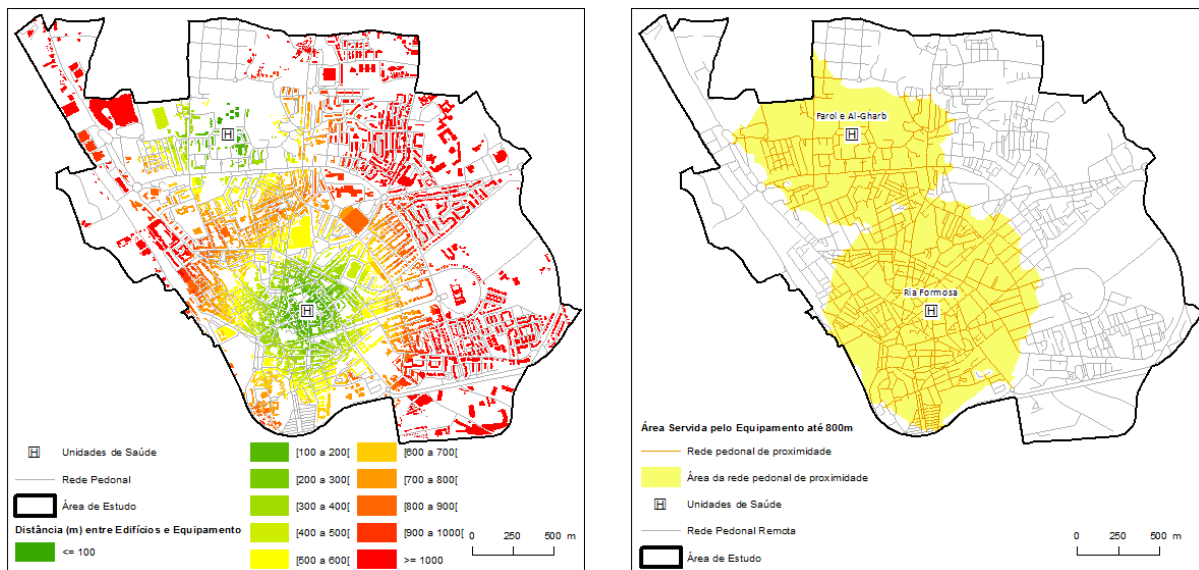 H
H
H
Unidades de Saúde
Rede Pedonal
Área de Estudo
Distância (m) entre Edifícios e Equipamento
<= 100
[100 a 200[
[200 a 300[
[300 a 400[
[400 a 500[
[500 a 600[
[600 a 700[
[700 a 800[
[800 a 900[
[900 a 1000[
>= 1000
0 500 m
Farol e Al-Ghárb
H
Ria Formosa
H
Área Servida pelo Equipamento até 800m
Rede pedonal de proximidade
Área da rede pedonal de proximidade
H
Unidades de Saúde
Rede Pedonal Remota
Área de Estudo
0 500 m